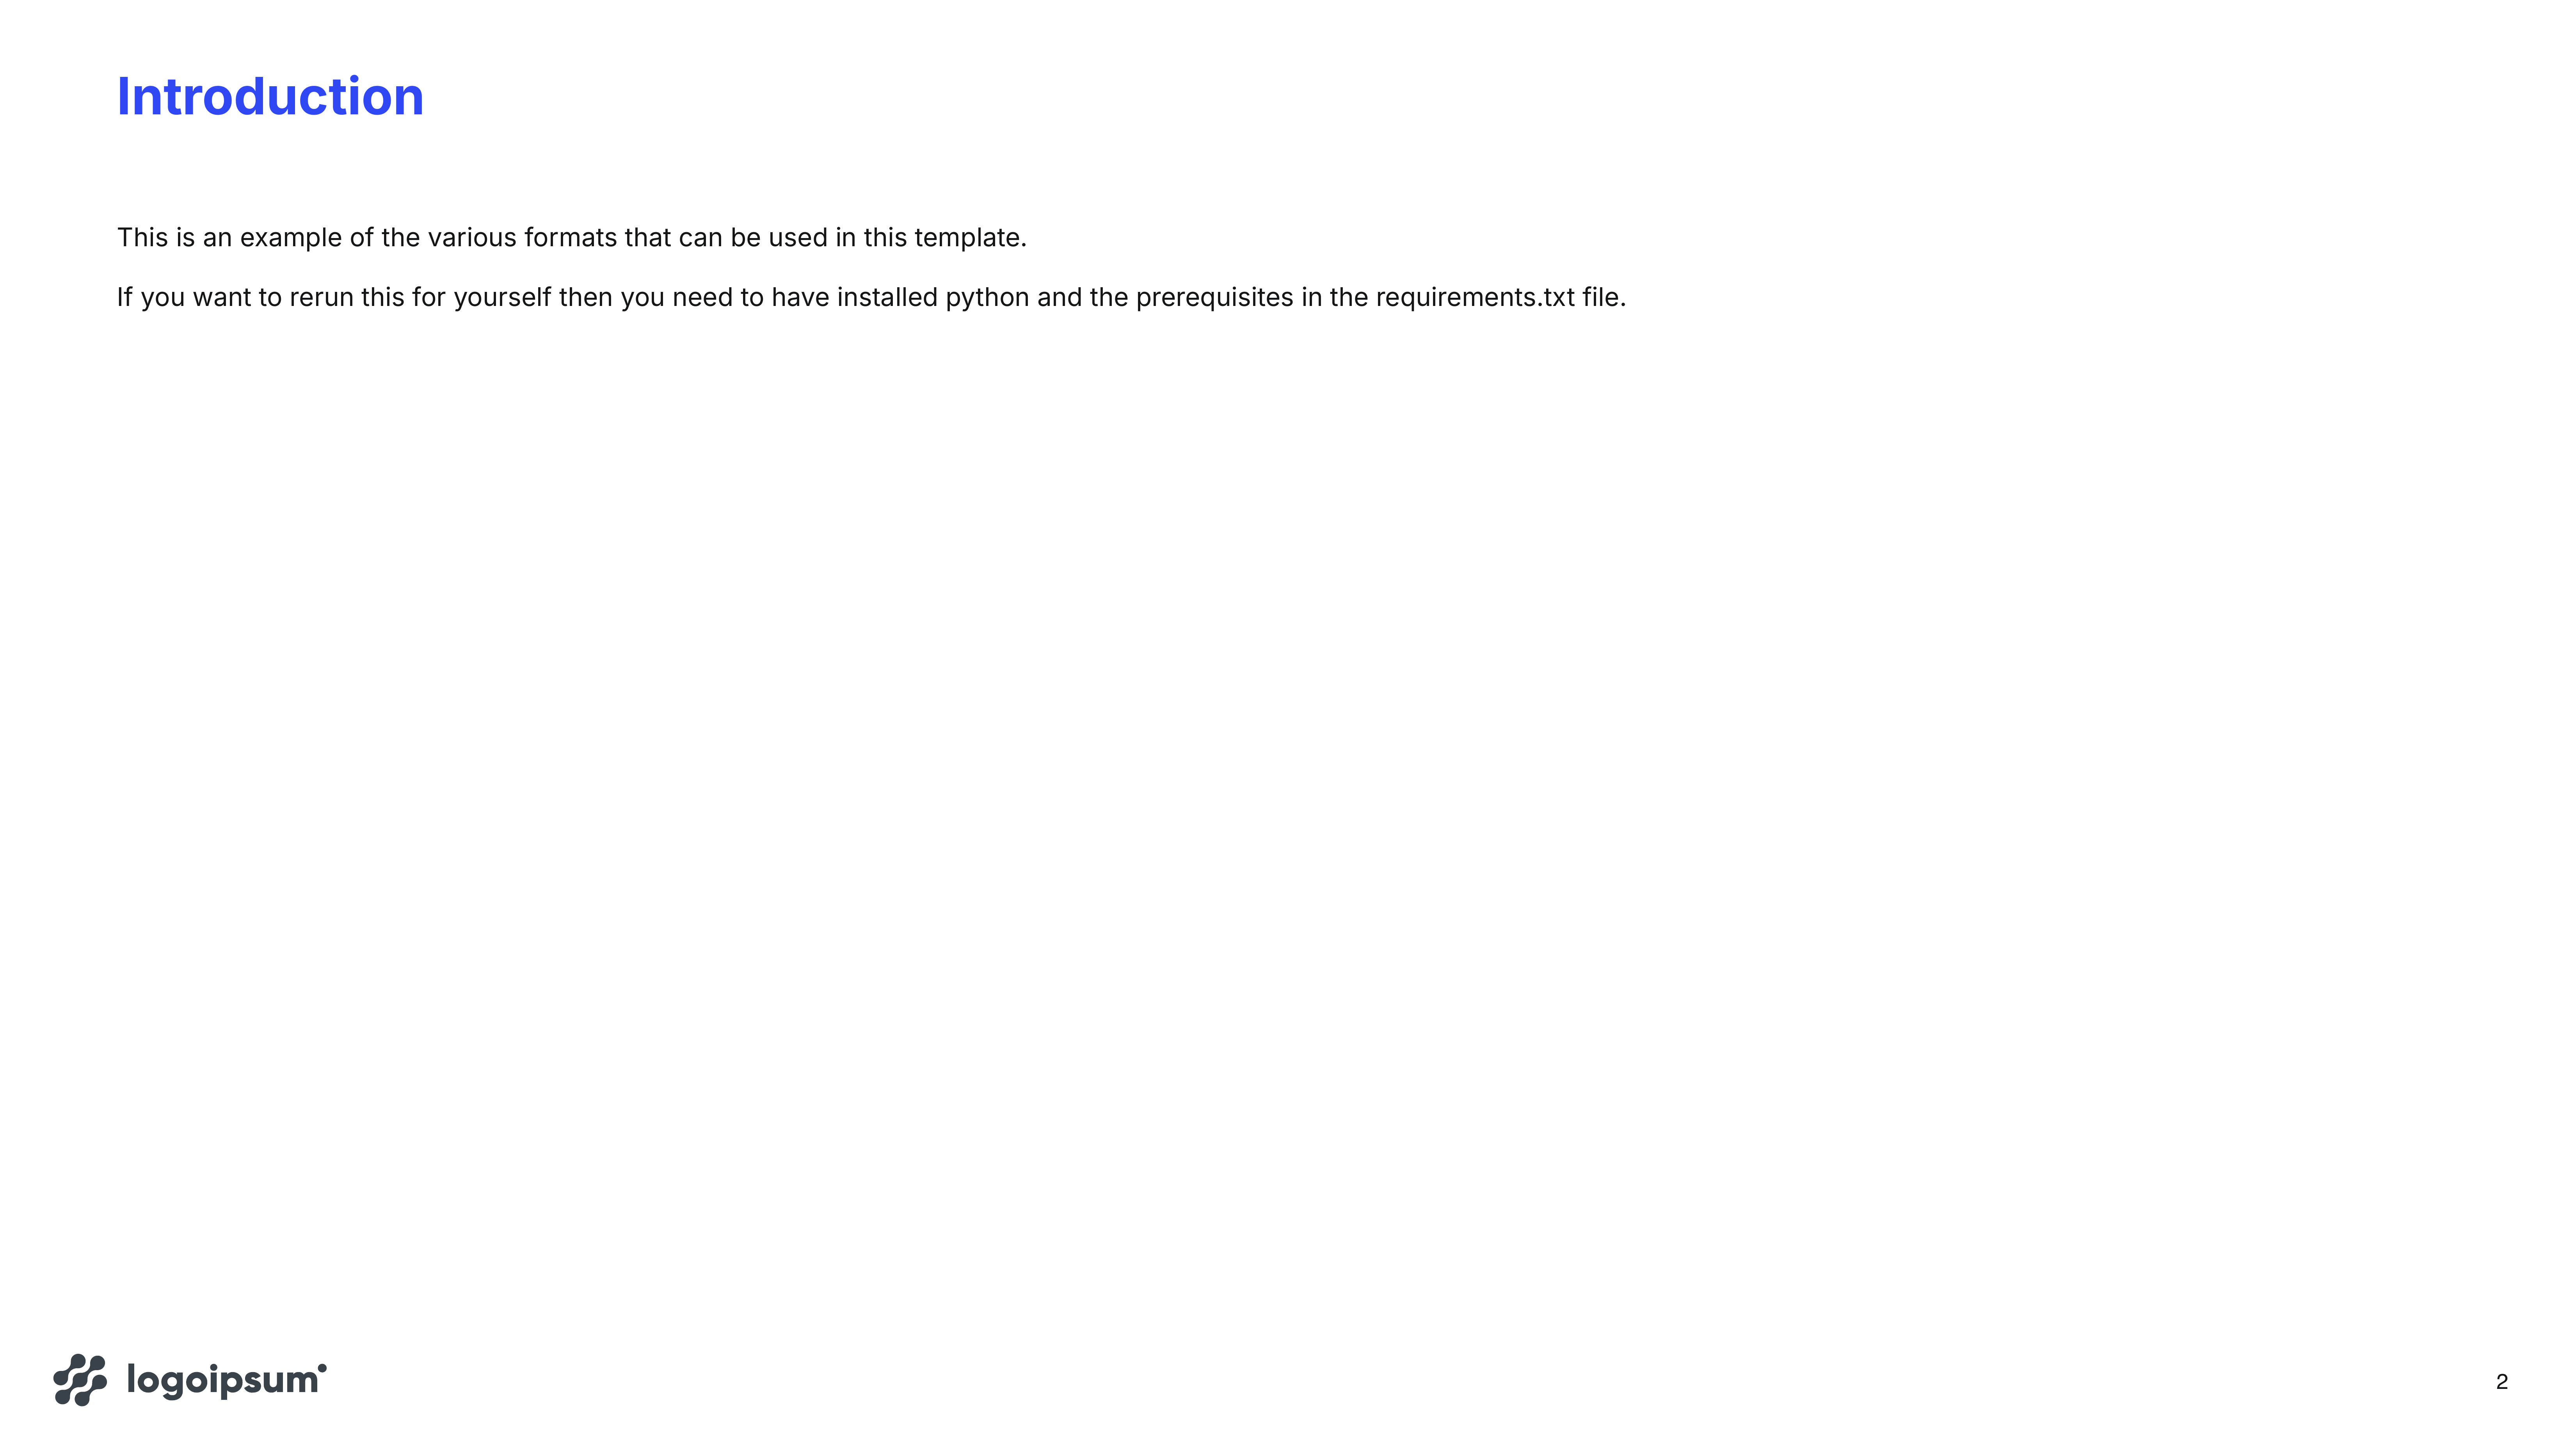 Introduction
This is an example of the various formats that can be used in this template.
If you want to rerun this for yourself then you need to have installed python and the prerequisites in the requirements.txt file.
logoipsum
2